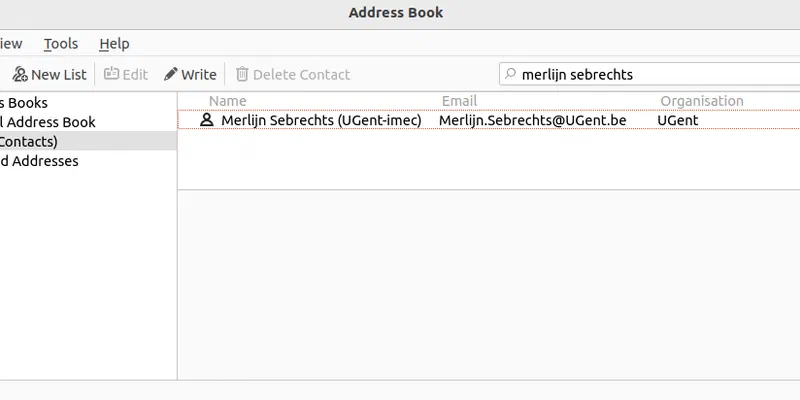 Address Book
iew Tools Help
New List Edit Write Delete Contact merlijn sebrechts
s Books
l Address Book
Contacts)
d Addresses
Name Email Organisation
Merlijn Sebrechts (UGent-imec) Merlijn.Sebrechts@UGent.be UGent